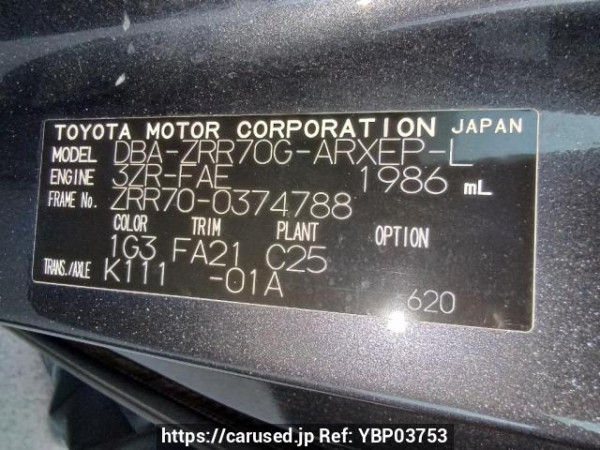 TOYOTA MOTOR CORPORATION JAPAN
MODEL DBA-ZRR70G-ARXEP-L
ENGINE 3ZR-FAE 1986 mL
FRAME No. ZRR70-0374788
COLOR TRIM PLANT OPTION
1G3 FA21 C25
TRANS./AXLE K111 -01A
620
https://carused.jp Ref: YBP03753